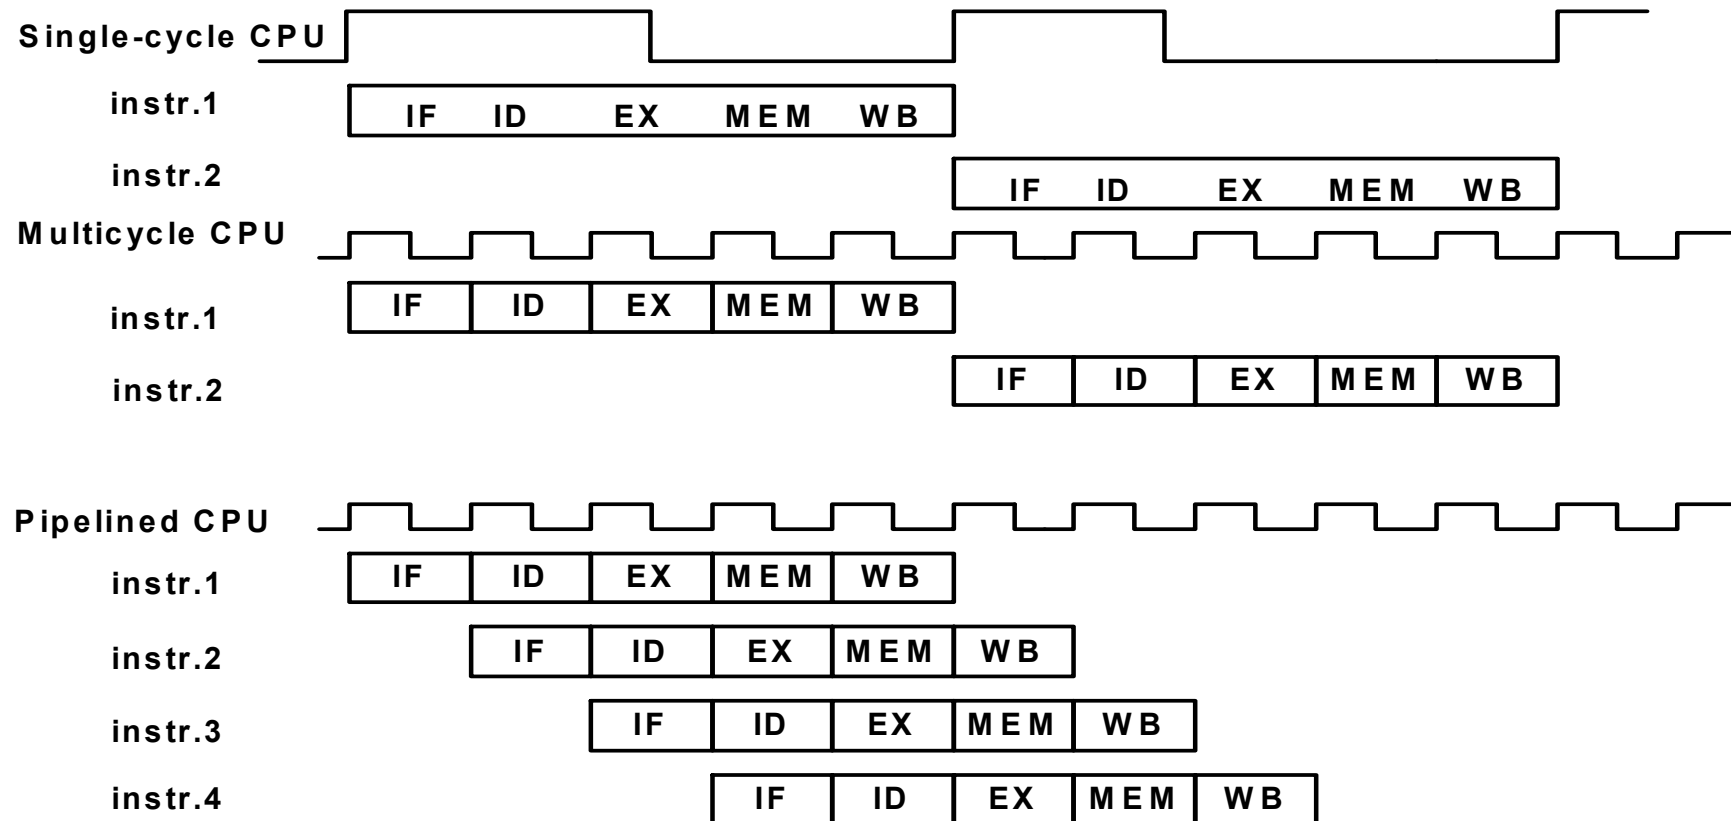 Single-cycle CPU
instr.1 IF ID EX MEM WB
instr.2 IF ID EX MEM WB
Multicycle CPU
instr.1 IF ID EX MEM WB
instr.2 IF ID EX MEM WB
Pipelined CPU
instr.1 IF ID EX MEM WB
instr.2 IF ID EX MEM WB
instr.3 IF ID EX MEM WB
instr.4 IF ID EX MEM WB